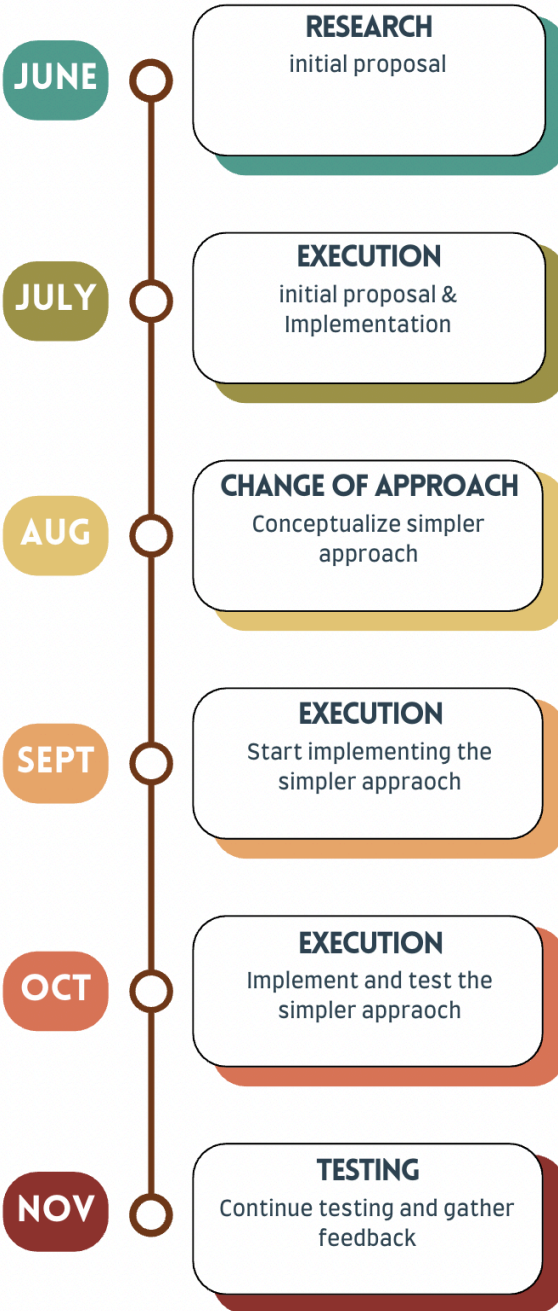 JUNE
RESEARCH
initial proposal
JULY
EXECUTION
initial proposal &
Implementation
AUG
CHANGE OF APPROACH
Conceptualize simpler
approach
SEPT
EXECUTION
Start implementing the
simpler appraoch
OCT
EXECUTION
Implement and test the
simpler appraoch
NOV
TESTING
Continue testing and gather
feedback